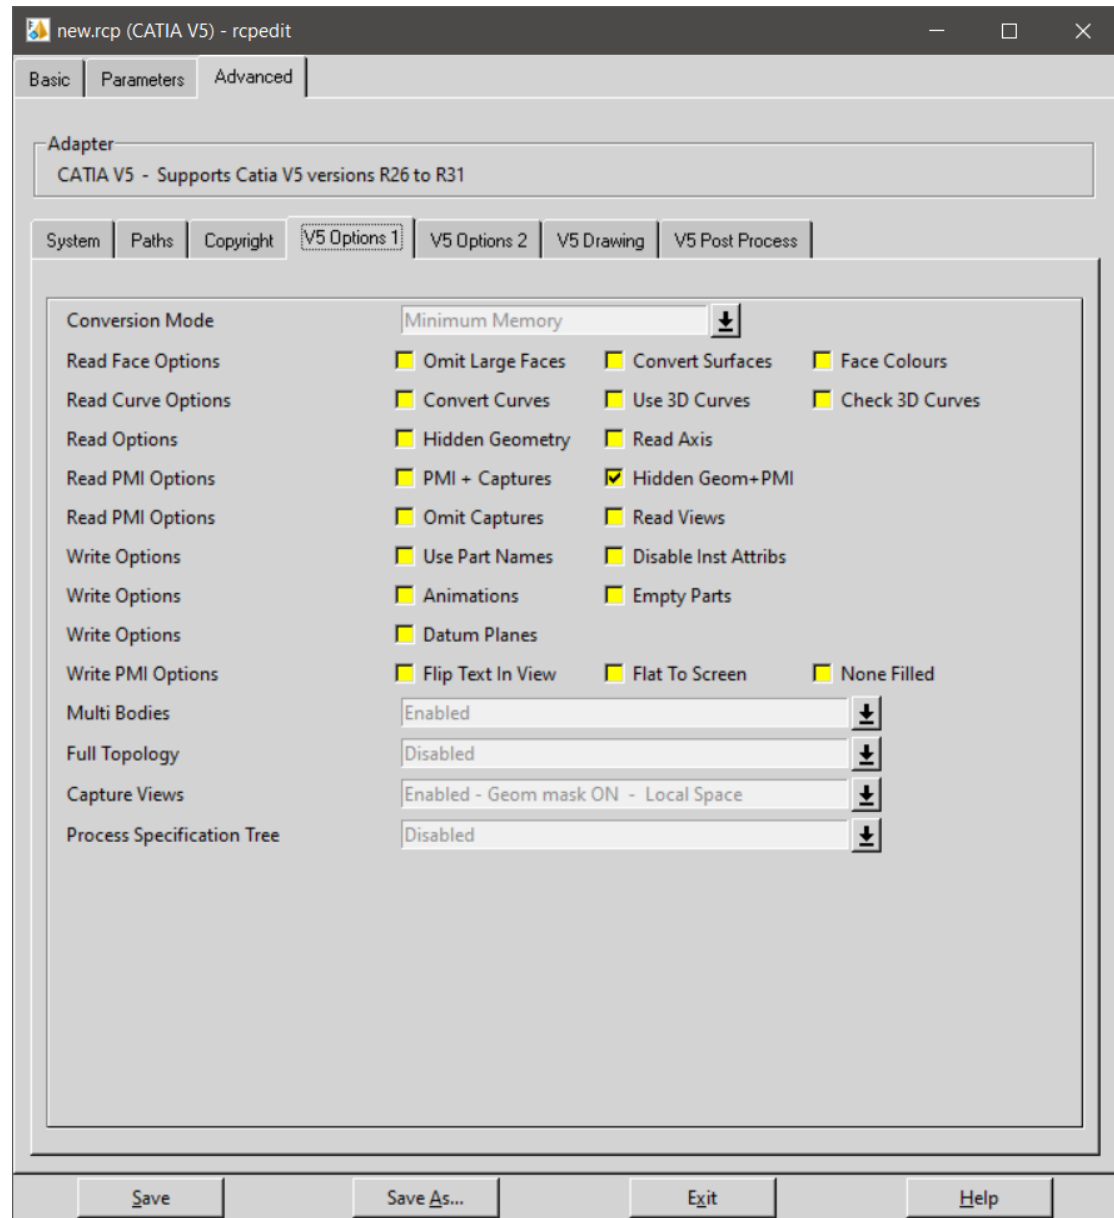 new.rcp (CATIA V5) - rcpedit
Basic Parameters Advanced
Adapter
CATIA V5 - Supports Catia V5 versions R26 to R31
System Paths Copyright V5 Options 1 V5 Options 2 V5 Drawing V5 Post Process
Conversion Mode Minimum Memory
Read Face Options Omit Large Faces Convert Surfaces Face Colours
Read Curve Options Convert Curves Use 3D Curves Check 3D Curves
Read Options Hidden Geometry Read Axis
Read PMI Options PMI + Captures Hidden Geom+PMI
Read PMI Options Omit Captures Read Views
Write Options Use Part Names Disable Inst Attribs
Write Options Animations Empty Parts
Write Options Datum Planes
Write PMI Options Flip Text In View Flat To Screen None Filled
Multi Bodies Enabled
Full Topology Disabled
Capture Views Enabled - Geom mask ON - Local Space
Process Specification Tree Disabled
Save Save As... Exit Help